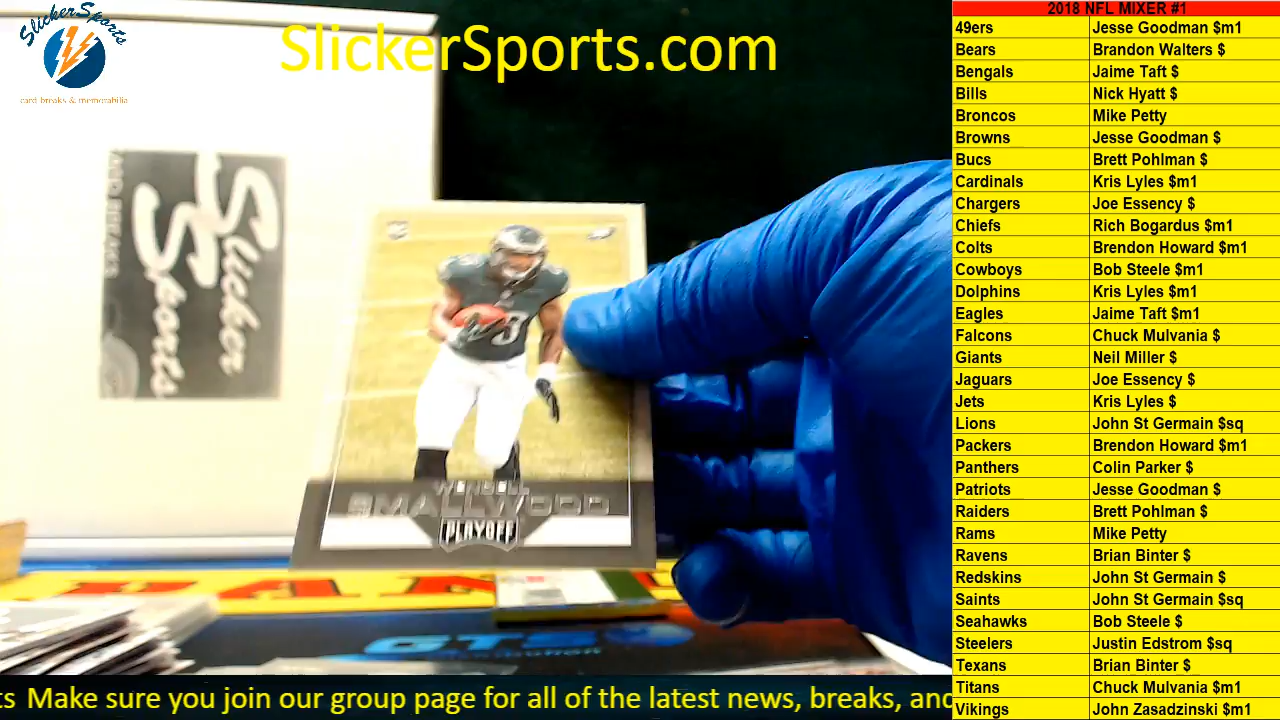 SlickerSports
card breaks & memorabilia
SlickerSports.com
Slicker
Sports
AND BREAKS
WENDELL
SMALLWOOD
PLAYOFF
PANI
GTS
Distribution
ts Make sure you join our group page for all of the latest news, breaks, and
2018 NFL MIXER #1
49ers Jesse Goodman $m1
Bears Brandon Walters $
Bengals Jaime Taft $
Bills Nick Hyatt $
Broncos Mike Petty
Browns Jesse Goodman $
Bucs Brett Pohlman $
Cardinals Kris Lyles $m1
Chargers Joe Essency $
Chiefs Rich Bogardus $m1
Colts Brendon Howard $m1
Cowboys Bob Steele $m1
Dolphins Kris Lyles $m1
Eagles Jaime Taft $m1
Falcons Chuck Mulvania $
Giants Neil Miller $
Jaguars Joe Essency $
Jets Kris Lyles $
Lions John St Germain $sq
Packers Brendon Howard $m1
Panthers Colin Parker $
Patriots Jesse Goodman $
Raiders Brett Pohlman $
Rams Mike Petty
Ravens Brian Binter $
Redskins John St Germain $
Saints John St Germain $sq
Seahawks Bob Steele $
Steelers Justin Edstrom $sq
Texans Brian Binter $
Titans Chuck Mulvania $m1
Vikings John Zasadzinski $m1